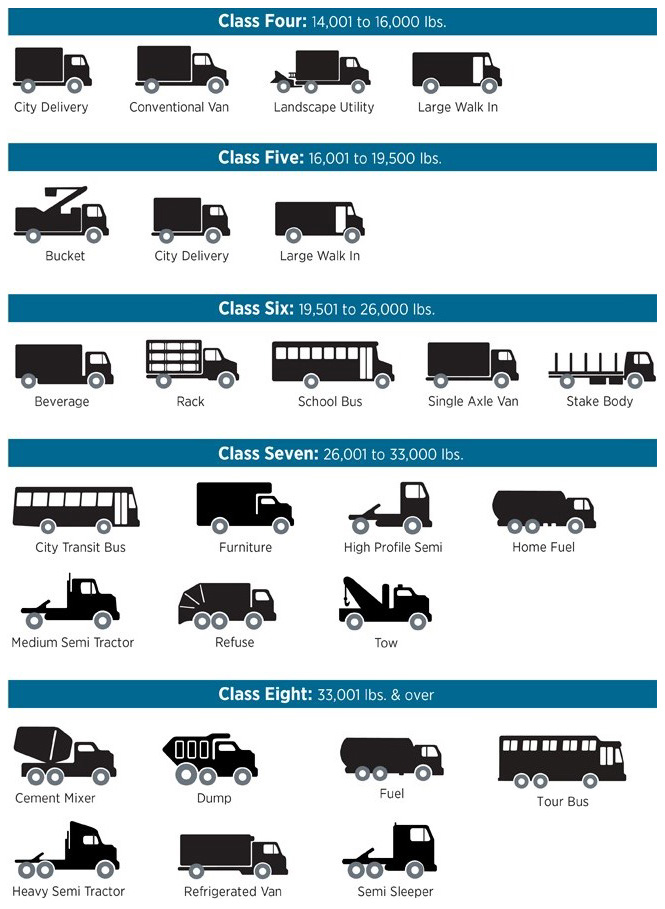 Class Four: 14,001 to 16,000 lbs.
City Delivery
Conventional Van
Landscape Utility
Large Walk In
Class Five: 16,001 to 19,500 lbs.
Bucket
City Delivery
Large Walk In
Class Six: 19,501 to 26,000 lbs.
Beverage
Rack
School Bus
Single Axle Van
Stake Body
Class Seven: 26,001 to 33,000 lbs.
City Transit Bus
Furniture
High Profile Semi
Home Fuel
Medium Semi Tractor
Refuse
Tow
Class Eight: 33,001 lbs. & over
Cement Mixer
Dump
Fuel
Tour Bus
Heavy Semi Tractor
Refrigerated Van
Semi Sleeper